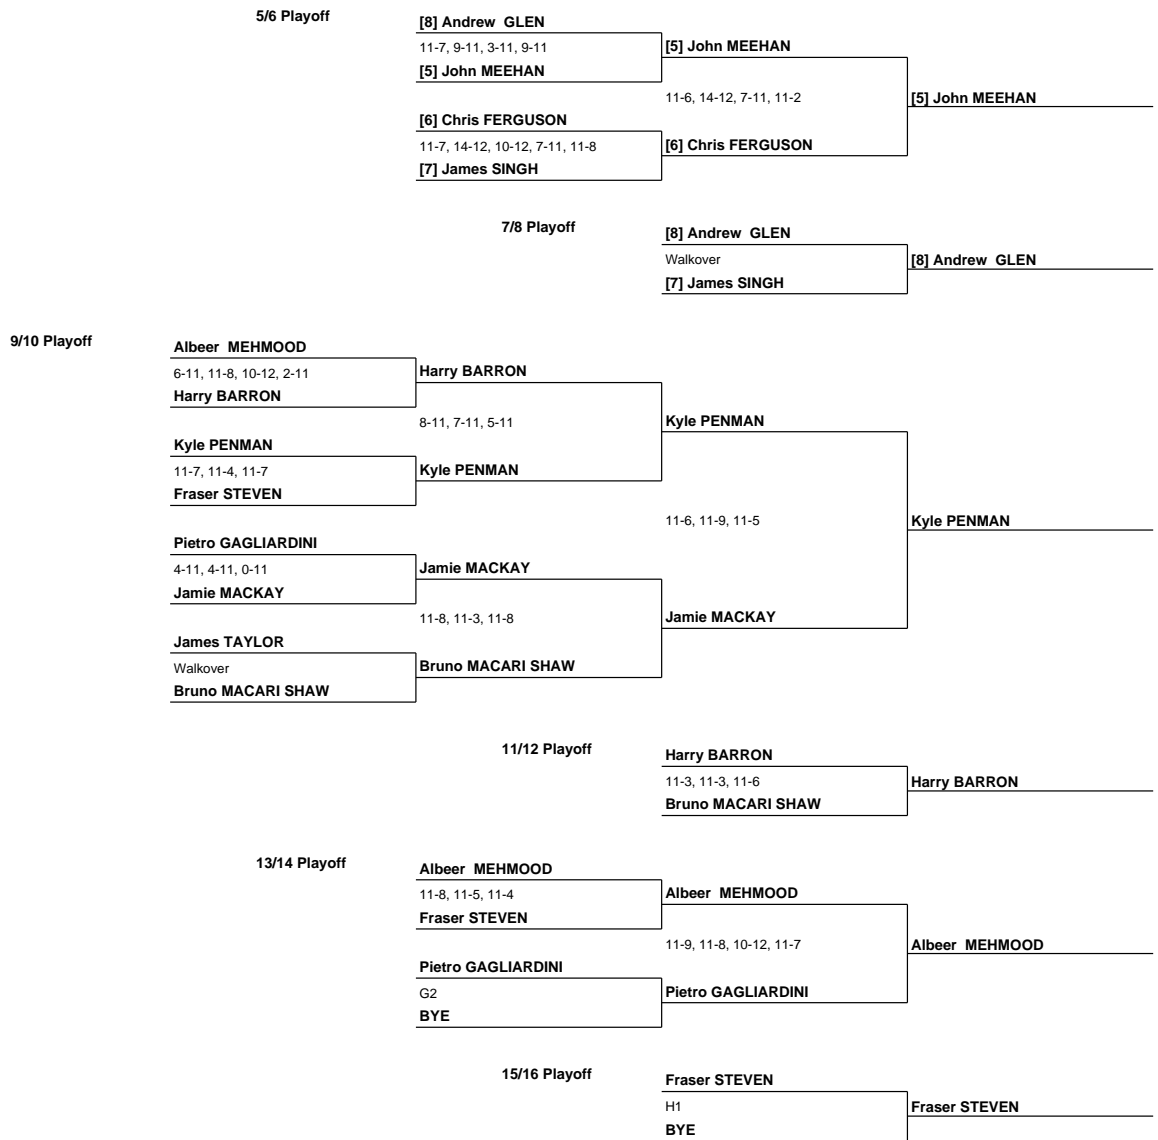 5/6 Playoff
[8] Andrew  GLEN
11-7, 9-11, 3-11, 9-11
[5] John MEEHAN
[5] John MEEHAN
11-6, 14-12, 7-11, 11-2
[5] John MEEHAN
[6] Chris FERGUSON
11-7, 14-12, 10-12, 7-11, 11-8
[6] Chris FERGUSON
[7] James SINGH
7/8 Playoff
[8] Andrew  GLEN
Walkover
[8] Andrew  GLEN
[7] James SINGH
9/10 Playoff
Albeer  MEHMOOD
6-11, 11-8, 10-12, 2-11
Harry BARRON
Harry BARRON
8-11, 7-11, 5-11
Kyle PENMAN
Kyle PENMAN
11-7, 11-4, 11-7
Kyle PENMAN
Fraser STEVEN
11-6, 11-9, 11-5
Kyle PENMAN
Pietro GAGLIARDINI
4-11, 4-11, 0-11
Jamie MACKAY
Jamie MACKAY
11-8, 11-3, 11-8
Jamie MACKAY
James TAYLOR
Walkover
Bruno MACARI SHAW
Bruno MACARI SHAW
11/12 Playoff
Harry BARRON
11-3, 11-3, 11-6
Harry BARRON
Bruno MACARI SHAW
13/14 Playoff
Albeer  MEHMOOD
11-8, 11-5, 11-4
Albeer  MEHMOOD
Fraser STEVEN
11-9, 11-8, 10-12, 11-7
Albeer  MEHMOOD
Pietro GAGLIARDINI
G2
Pietro GAGLIARDINI
BYE
15/16 Playoff
Fraser STEVEN
H1
Fraser STEVEN
BYE